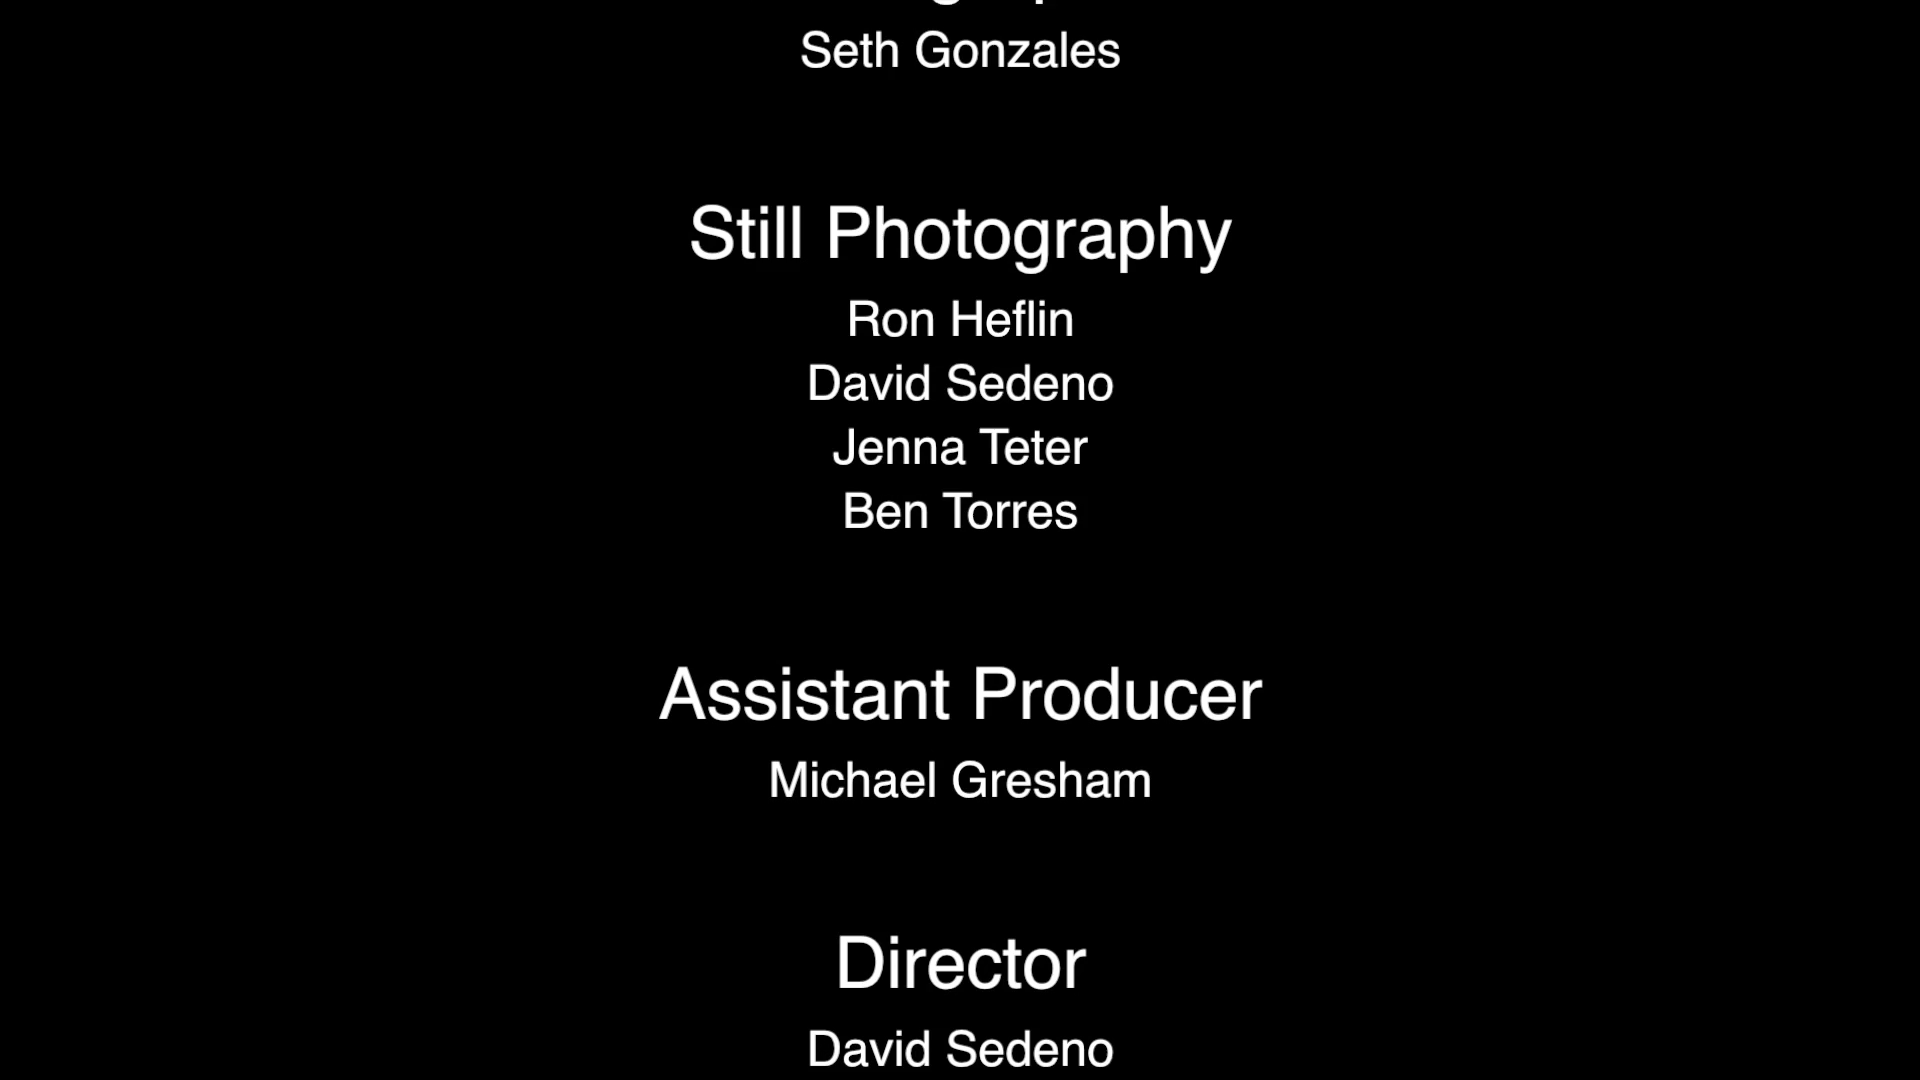 Seth Gonzales
Still Photography
Ron Heflin
David Sedeno
Jenna Teter
Ben Torres
Assistant Producer
Michael Gresham
Director
David Sedeno